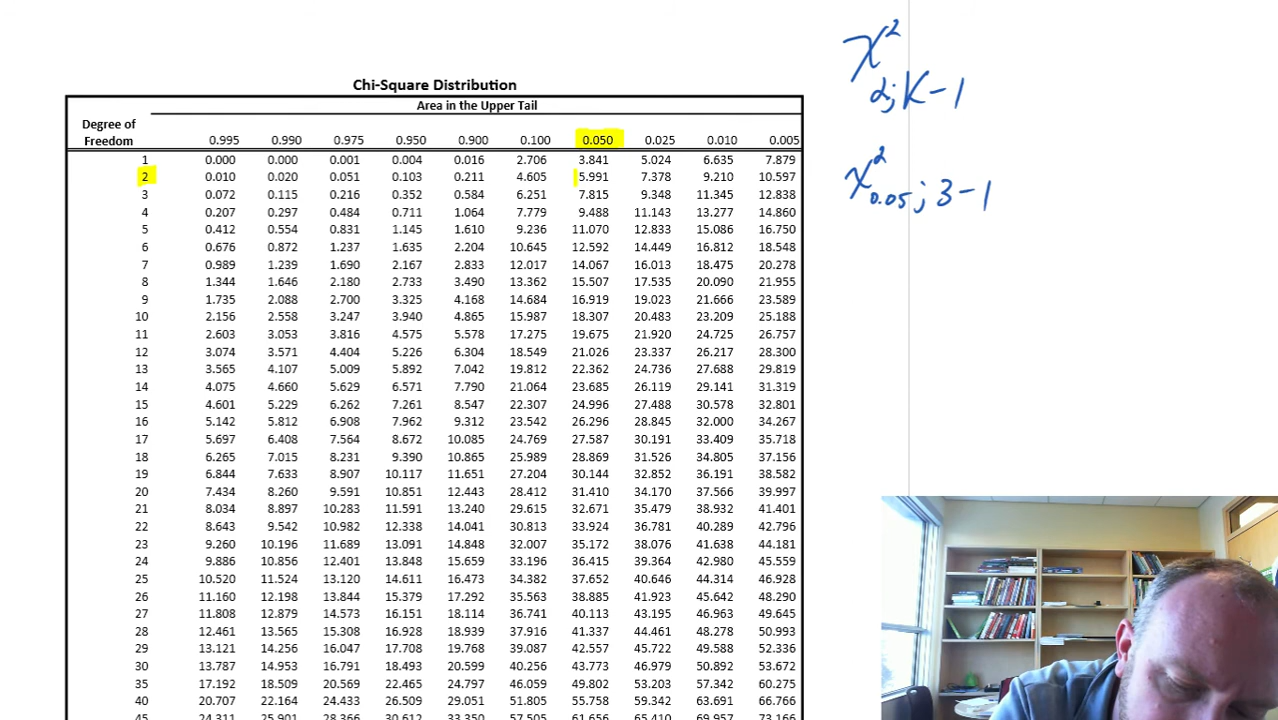 χ²
α; K-1
χ²
0.05; 3-1
Chi-Square Distribution
Area in the Upper Tail
Degree of
Freedom 0.995 0.990 0.975 0.950 0.900 0.100 0.050 0.025 0.010 0.005
1 0.000 0.000 0.001 0.004 0.016 2.706 3.841 5.024 6.635 7.879
2 0.010 0.020 0.051 0.103 0.211 4.605 5.991 7.378 9.210 10.597
3 0.072 0.115 0.216 0.352 0.584 6.251 7.815 9.348 11.345 12.838
4 0.207 0.297 0.484 0.711 1.064 7.779 9.488 11.143 13.277 14.860
5 0.412 0.554 0.831 1.145 1.610 9.236 11.070 12.833 15.086 16.750
6 0.676 0.872 1.237 1.635 2.204 10.645 12.592 14.449 16.812 18.548
7 0.989 1.239 1.690 2.167 2.833 12.017 14.067 16.013 18.475 20.278
8 1.344 1.646 2.180 2.733 3.490 13.362 15.507 17.535 20.090 21.955
9 1.735 2.088 2.700 3.325 4.168 14.684 16.919 19.023 21.666 23.589
10 2.156 2.558 3.247 3.940 4.865 15.987 18.307 20.483 23.209 25.188
11 2.603 3.053 3.816 4.575 5.578 17.275 19.675 21.920 24.725 26.757
12 3.074 3.571 4.404 5.226 6.304 18.549 21.026 23.337 26.217 28.300
13 3.565 4.107 5.009 5.892 7.042 19.812 22.362 24.736 27.688 29.819
14 4.075 4.660 5.629 6.571 7.790 21.064 23.685 26.119 29.141 31.319
15 4.601 5.229 6.262 7.261 8.547 22.307 24.996 27.488 30.578 32.801
16 5.142 5.812 6.908 7.962 9.312 23.542 26.296 28.845 32.000 34.267
17 5.697 6.408 7.564 8.672 10.085 24.769 27.587 30.191 33.409 35.718
18 6.265 7.015 8.231 9.390 10.865 25.989 28.869 31.526 34.805 37.156
19 6.844 7.633 8.907 10.117 11.651 27.204 30.144 32.852 36.191 38.582
20 7.434 8.260 9.591 10.851 12.443 28.412 31.410 34.170 37.566 39.997
21 8.034 8.897 10.283 11.591 13.240 29.615 32.671 35.479 38.932 41.401
22 8.643 9.542 10.982 12.338 14.041 30.813 33.924 36.781 40.289 42.796
23 9.260 10.196 11.689 13.091 14.848 32.007 35.172 38.076 41.638 44.181
24 9.886 10.856 12.401 13.848 15.659 33.196 36.415 39.364 42.980 45.559
25 10.520 11.524 13.120 14.611 16.473 34.382 37.652 40.646 44.314 46.928
26 11.160 12.198 13.844 15.379 17.292 35.563 38.885 41.923 45.642 48.290
27 11.808 12.879 14.573 16.151 18.114 36.741 40.113 43.195 46.963 49.645
28 12.461 13.565 15.308 16.928 18.939 37.916 41.337 44.461 48.278 50.993
29 13.121 14.256 16.047 17.708 19.768 39.087 42.557 45.722 49.588 52.336
30 13.787 14.953 16.791 18.493 20.599 40.256 43.773 46.979 50.892 53.672
35 17.192 18.509 20.569 22.465 24.797 46.059 49.802 53.203 57.342 60.275
40 20.707 22.164 24.433 26.509 29.051 51.805 55.758 59.342 63.691 66.766
45 24.311 25.901 28.366 30.612 33.350 57.505 61.656 65.410 69.957 73.166